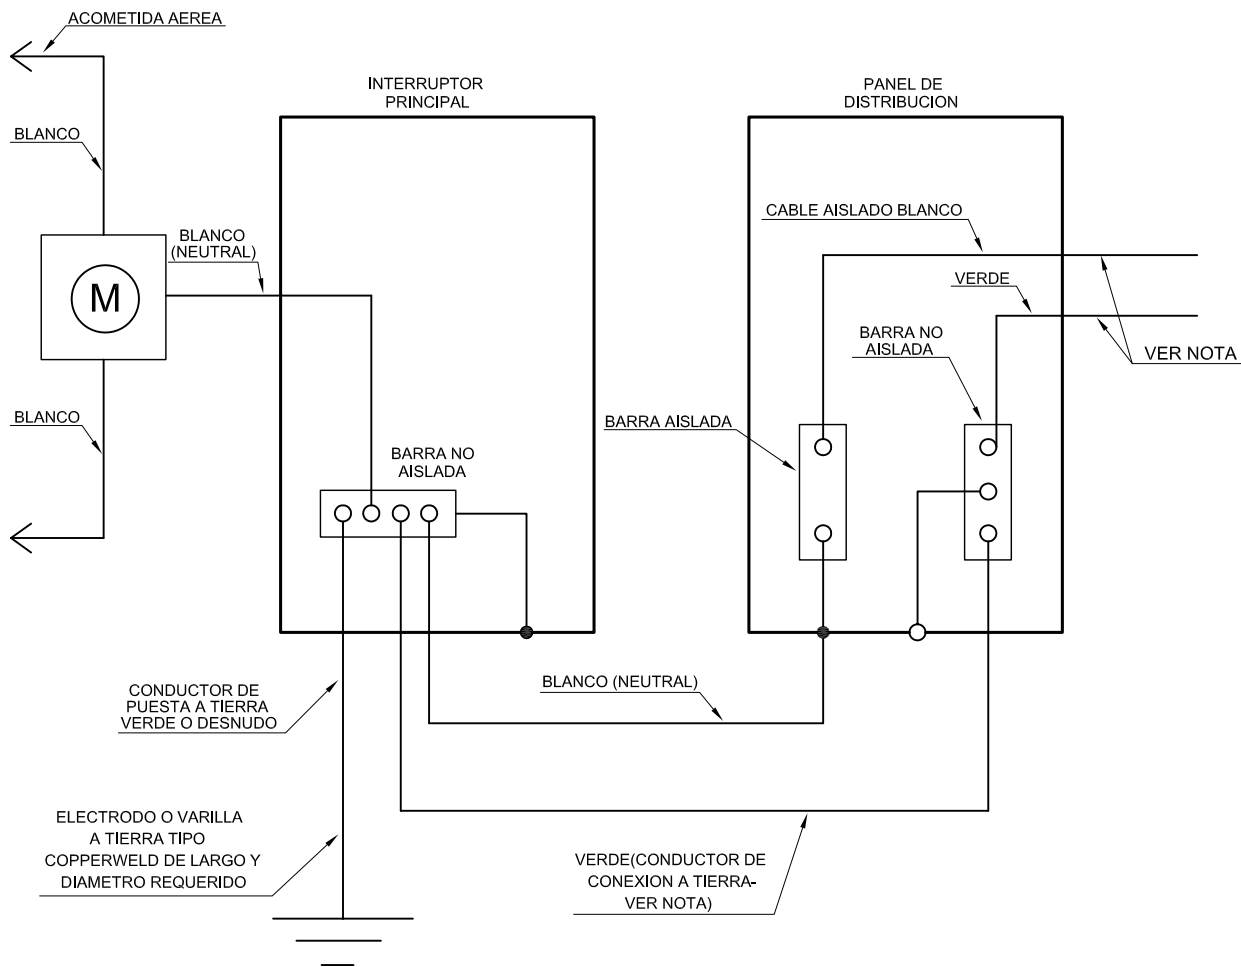 ACOMETIDA AEREA
INTERRUPTOR
PRINCIPAL
PANEL DE
DISTRIBUCION
BLANCO
CABLE AISLADO BLANCO
BLANCO
(NEUTRAL)
VERDE
M
BARRA NO
AISLADA
VER NOTA
BLANCO
BARRA AISLADA
BARRA NO
AISLADA
BLANCO (NEUTRAL)
CONDUCTOR DE
PUESTA A TIERRA
VERDE O DESNUDO
ELECTRODO O VARILLA
A TIERRA TIPO
COPPERWELD DE LARGO Y
DIAMETRO REQUERIDO
VERDE(CONDUCTOR DE
CONEXION A TIERRA-
VER NOTA)